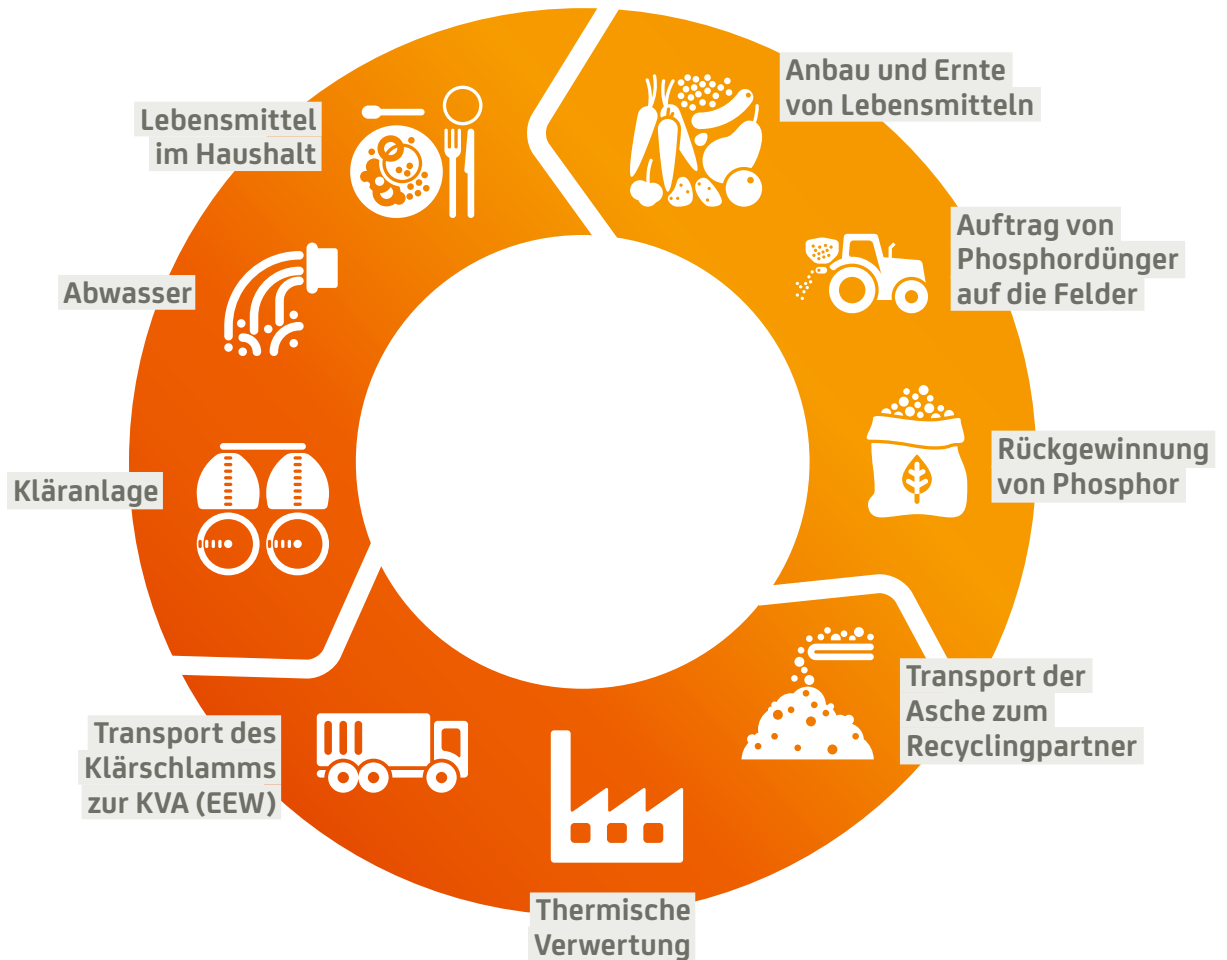 Anbau und Ernte
von Lebensmitteln
Auftrag von
Phosphordünger
auf die Felder
Rückgewinnung
von Phosphor
Transport der
Asche zum
Recyclingpartner
Thermische
Verwertung
Transport des
Klärschlamms
zur KVA (EEW)
Kläranlage
Abwasser
Lebensmittel
im Haushalt